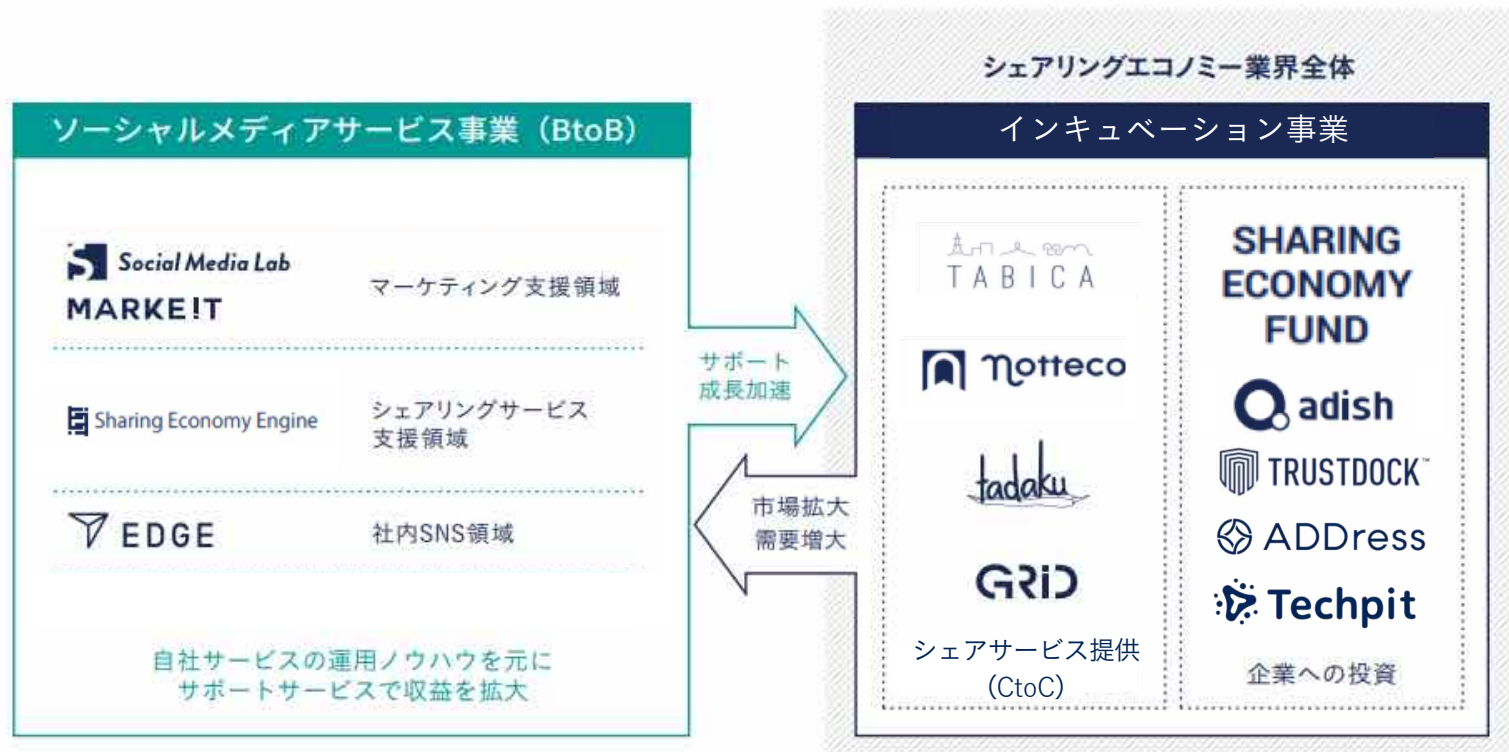 シェアリングエコノミー業界全体
ソーシャルメディアサービス事業（BtoB）
Social Media Lab
MARKE!T
マーケティング支援領域
Sharing Economy Engine
シェアリングサービス
支援領域
EDGE
社内SNS領域
自社サービスの運用ノウハウを元に
サポートサービスで収益を拡大
サポート
成長加速
市場拡大
需要増大
インキュベーション事業
TABICA
notteco
tadaku
GRiD
シェアサービス提供
（CtoC）
SHARING
ECONOMY
FUND
adish
TRUSTDOCK™
ADDress
Techpit
企業への投資